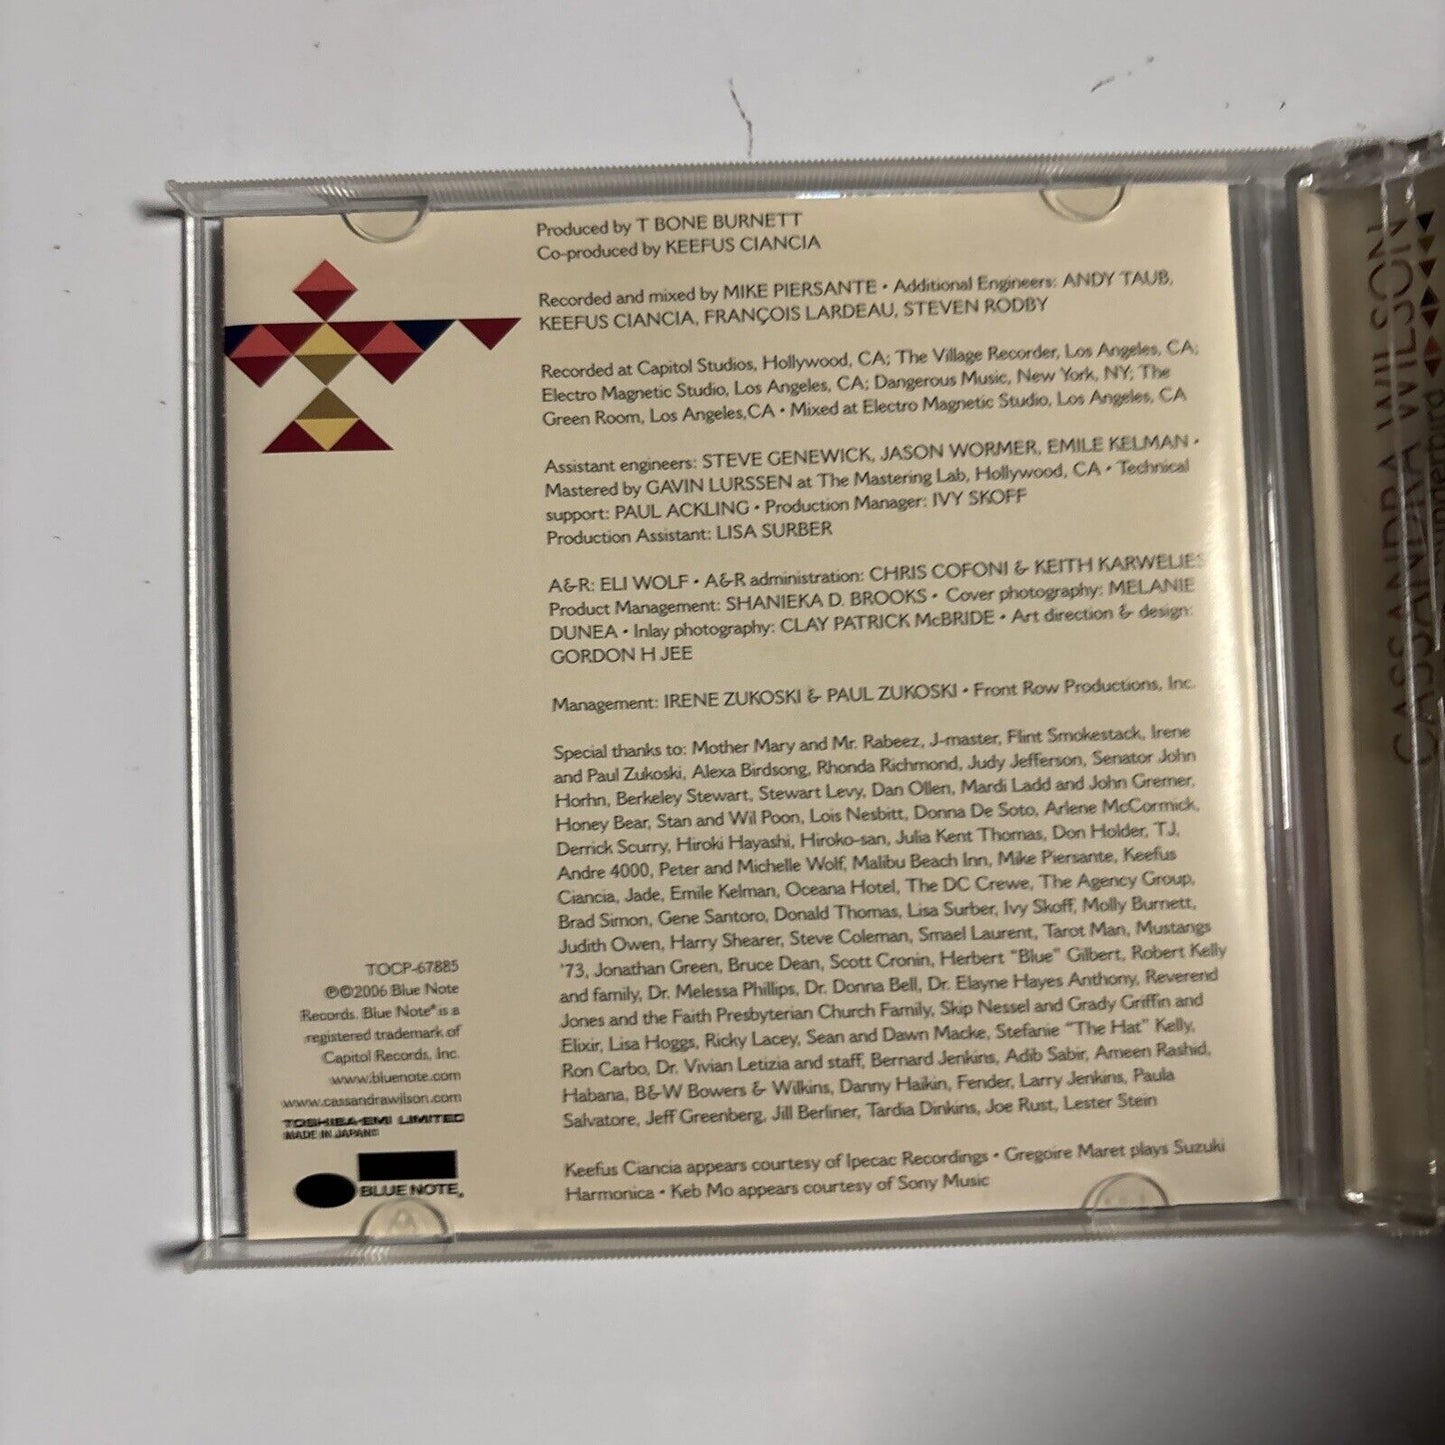 Produced by T BONE BURNETT
Co-produced by KEEFUS CIANCIA
Recorded and mixed by MIKE PIERSANTE • Additional Engineers: ANDY TAUB,
KEEFUS CIANCIA, FRANÇOIS LARDEAU, STEVEN RODBY
Recorded at Capitol Studios, Hollywood, CA; The Village Recorder, Los Angeles, CA;
Electro Magnetic Studio, Los Angeles, CA; Dangerous Music, New York, NY; The
Green Room, Los Angeles,CA • Mixed at Electro Magnetic Studio, Los Angeles, CA
Assistant engineers: STEVE GENEWICK, JASON WORMER, EMILE KELMAN •
Mastered by GAVIN LURSSEN at The Mastering Lab, Hollywood, CA • Technical
support: PAUL ACKLING • Production Manager: IVY SKOFF
Production Assistant: LISA SURBER
A&R: ELI WOLF • A&R administration: CHRIS COFONI & KEITH KARWELIES
Product Management: SHANIEKA D. BROOKS • Cover photography: MELANIE
DUNEA • Inlay photography: CLAY PATRICK McBRIDE • Art direction & design:
GORDON H JEE
Management: IRENE ZUKOSKI & PAUL ZUKOSKI • Front Row Productions, Inc.
Special thanks to: Mother Mary and Mr. Rabeez, J-master, Flint Smokestack, Irene
and Paul Zukoski, Alexa Birdsong, Rhonda Richmond, Judy Jefferson, Senator John
Horhn, Berkeley Stewart, Stewart Levy, Dan Ollen, Mardi Ladd and John Gremer,
Honey Bear, Stan and Wil Poon, Lois Nesbitt, Donna De Soto, Arlene McCormick,
Derrick Scurry, Hiroki Hayashi, Hiroko-san, Julia Kent Thomas, Don Holder, TJ,
Andre 4000, Peter and Michelle Wolf, Malibu Beach Inn, Mike Piersante, Keefus
Ciancia, Jade, Emile Kelman, Oceana Hotel, The DC Crewe, The Agency Group,
Brad Simon, Gene Santoro, Donald Thomas, Lisa Surber, Ivy Skoff, Molly Burnett,
Judith Owen, Harry Shearer, Steve Coleman, Smael Laurent, Tarot Man, Mustangs
'73, Jonathan Green, Bruce Dean, Scott Cronin, Herbert "Blue" Gilbert, Robert Kelly
and family, Dr. Melessa Phillips, Dr. Donna Bell, Dr. Elayne Hayes Anthony, Reverend
Jones and the Faith Presbyterian Church Family, Skip Nessel and Grady Griffin and
Elixir, Lisa Hoggs, Ricky Lacey, Sean and Dawn Macke, Stefanie "The Hat" Kelly,
Ron Carbo, Dr. Vivian Letizia and staff, Bernard Jenkins, Adib Sabir, Ameen Rashid,
Habana, B&W Bowers & Wilkins, Danny Haikin, Fender, Larry Jenkins, Paula
Salvatore, Jeff Greenberg, Jill Berliner, Tardia Dinkins, Joe Rust, Lester Stein
Keefus Ciancia appears courtesy of Ipecac Recordings • Gregoire Maret plays Suzuki
Harmonica • Keb Mo appears courtesy of Sony Music
TOCP-67885
℗©2006 Blue Note
Records. Blue Note® is a
registered trademark of
Capitol Records, Inc.
www.bluenote.com
www.cassandrawilson.com
TOSHIBA-EMI LIMITED
MADE IN JAPAN
BLUE NOTE
CASSANDRA WILSON
CASSANDRA WILSON
thunderbird